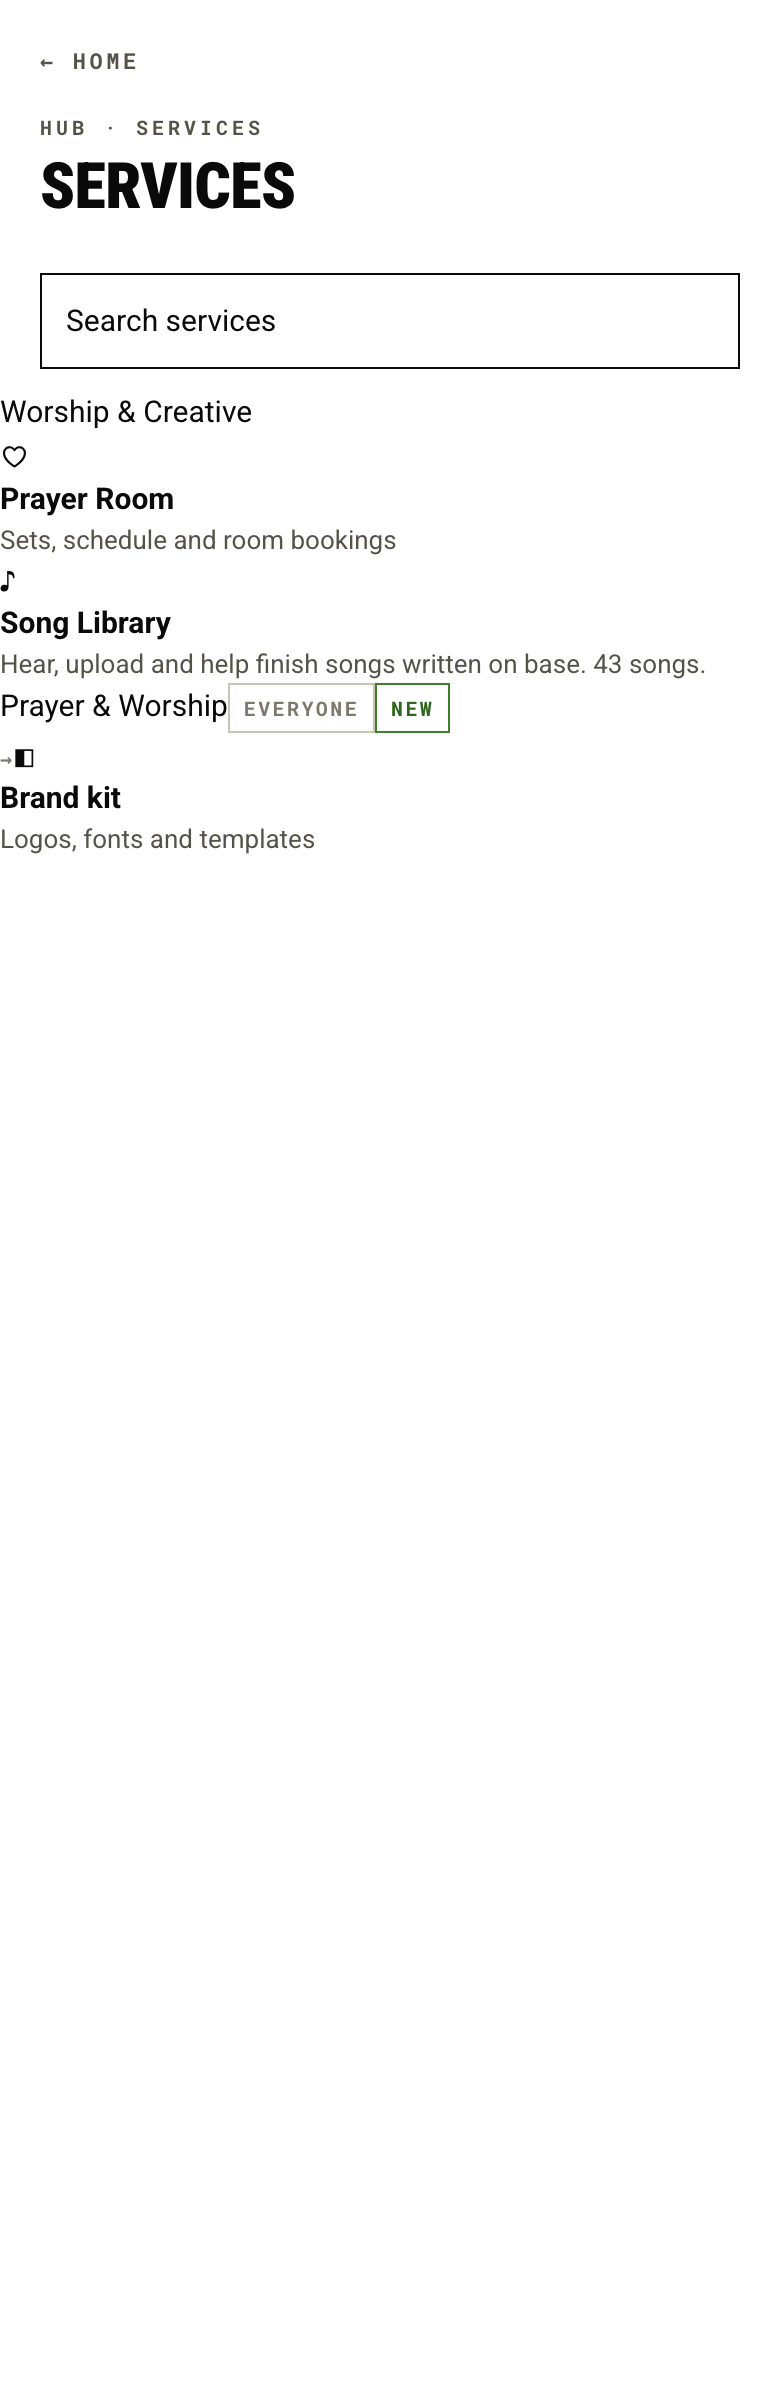 ← HOME
HUB · SERVICES
SERVICES
Search services
Worship & Creative
♡
Prayer Room
Sets, schedule and room bookings
♪
Song Library
Hear, upload and help finish songs written on base. 43 songs.
Prayer & Worship EVERYONE NEW
→◧
Brand kit
Logos, fonts and templates